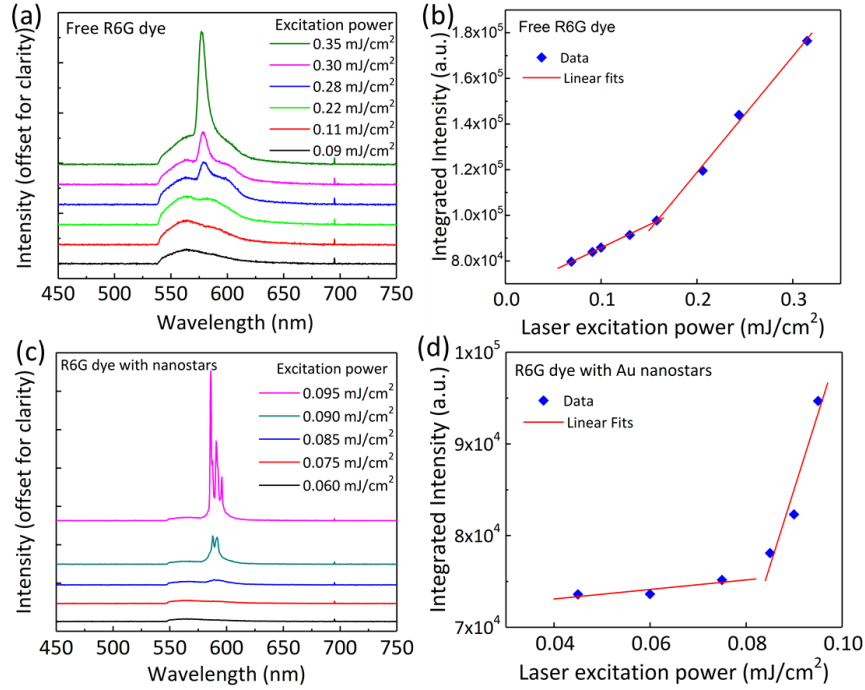 (a)
Free R6G dye
Excitation power
0.35 mJ/cm²
0.30 mJ/cm²
0.28 mJ/cm²
0.22 mJ/cm²
0.11 mJ/cm²
0.09 mJ/cm²
Intensity (offset for clarity)
450 500 550 600 650 700 750
Wavelength (nm)
(b)
Free R6G dye
Data
Linear fits
Integrated Intensity (a.u.)
1.8x10⁵
1.6x10⁵
1.4x10⁵
1.2x10⁵
1.0x10⁵
8.0x10⁴
0.0 0.1 0.2 0.3
Laser excitation power (mJ/cm²)
(c)
R6G dye with nanostars
Excitation power
0.095 mJ/cm²
0.090 mJ/cm²
0.085 mJ/cm²
0.075 mJ/cm²
0.060 mJ/cm²
Intensity (offset for clarity)
450 500 550 600 650 700 750
Wavelength (nm)
(d)
R6G dye with Au nanostars
Data
Linear Fits
Integrated Intensity (a.u.)
1x10⁵
9x10⁴
8x10⁴
7x10⁴
0.04 0.06 0.08 0.10
Laser excitation power (mJ/cm²)